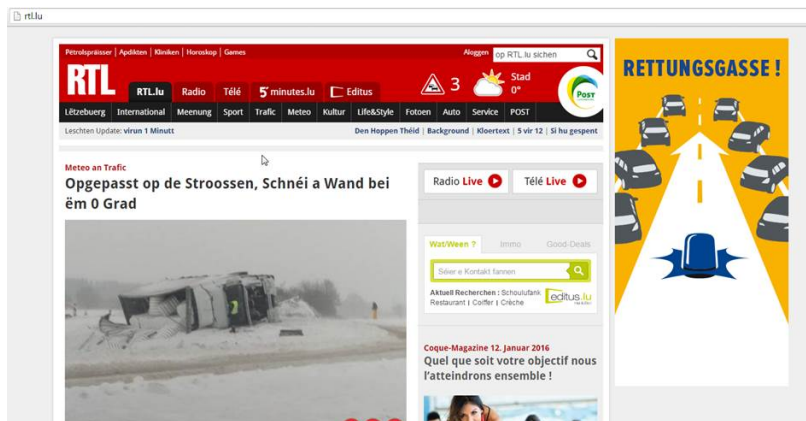 rtl.lu
Pëtrolspräisser | Apdikten | Kliniken | Horoskop | Games
Aloggen
op RTL.lu sichen
RTL
RTL.lu
Radio
Télé
5minutes.lu
Editus
3
Stad
0°
POST
Lëtzebuerg International Meenung Sport Trafic Meteo Kultur Life&Style Fotoen Auto Service POST
Leschten Update: virun 1 Minutt
Den Hoppen Théid | Background | Kloertext | 5 vir 12 | Si hu gespent
Meteo an Trafic
Opgepasst op de Stroossen, Schnéi a Wand bei
ëm 0 Grad
Radio Live
Télé Live
Wat/Ween ?
Immo
Good-Deals
Séier e Kontakt fannen
Aktuell Recherchen : Schoulufank
Restaurant | Coiffer | Crèche
editus.lu
Coque-Magazine 12. Januar 2016
Quel que soit votre objectif nous
l'atteindrons ensemble !
RETTUNGSGASSE !